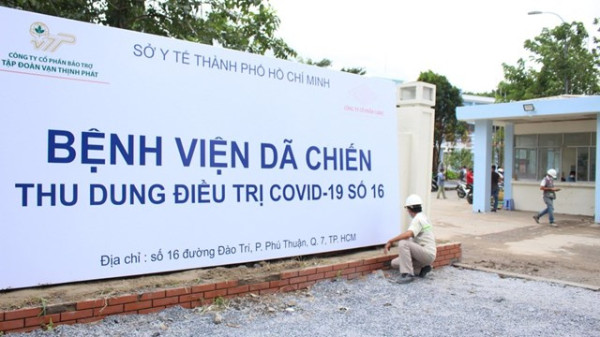 VTP
CÔNG TY CỔ PHẦN BẢO TRỢ
TẬP ĐOÀN VẠN THỊNH PHÁT
SỞ Y TẾ THÀNH PHỐ HỒ CHÍ MINH
BỆNH VIỆN DÃ CHIẾN
THU DUNG ĐIỀU TRỊ COVID-19 SỐ 16
Địa chỉ : số 16 đường Đào Trí, P. Phú Thuận, Q. 7, TP. HCM